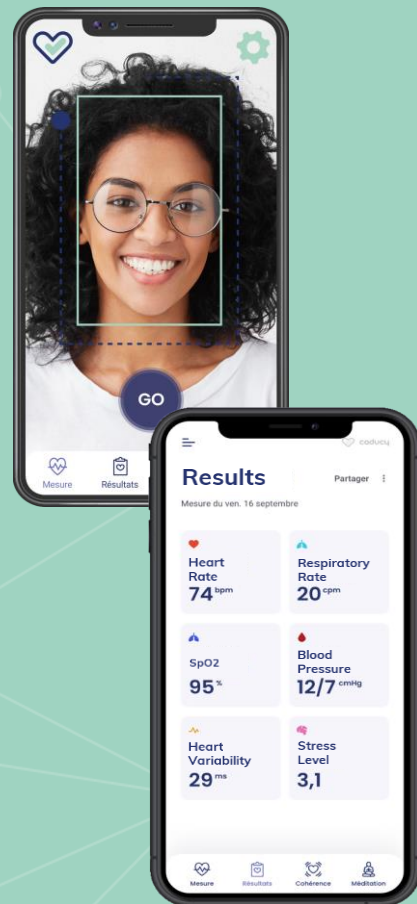 GO
Mesure
Résultats
caducy
Results
Partager
Mesure du ven. 16 septembre
Heart
Rate
74 bpm
Respiratory
Rate
20 cpm
SpO2
95 %
Blood
Pressure
12/7 cmHg
Heart
Variability
29 ms
Stress
Level
3,1
Mesure
Résultats
Cohérence
Méditation